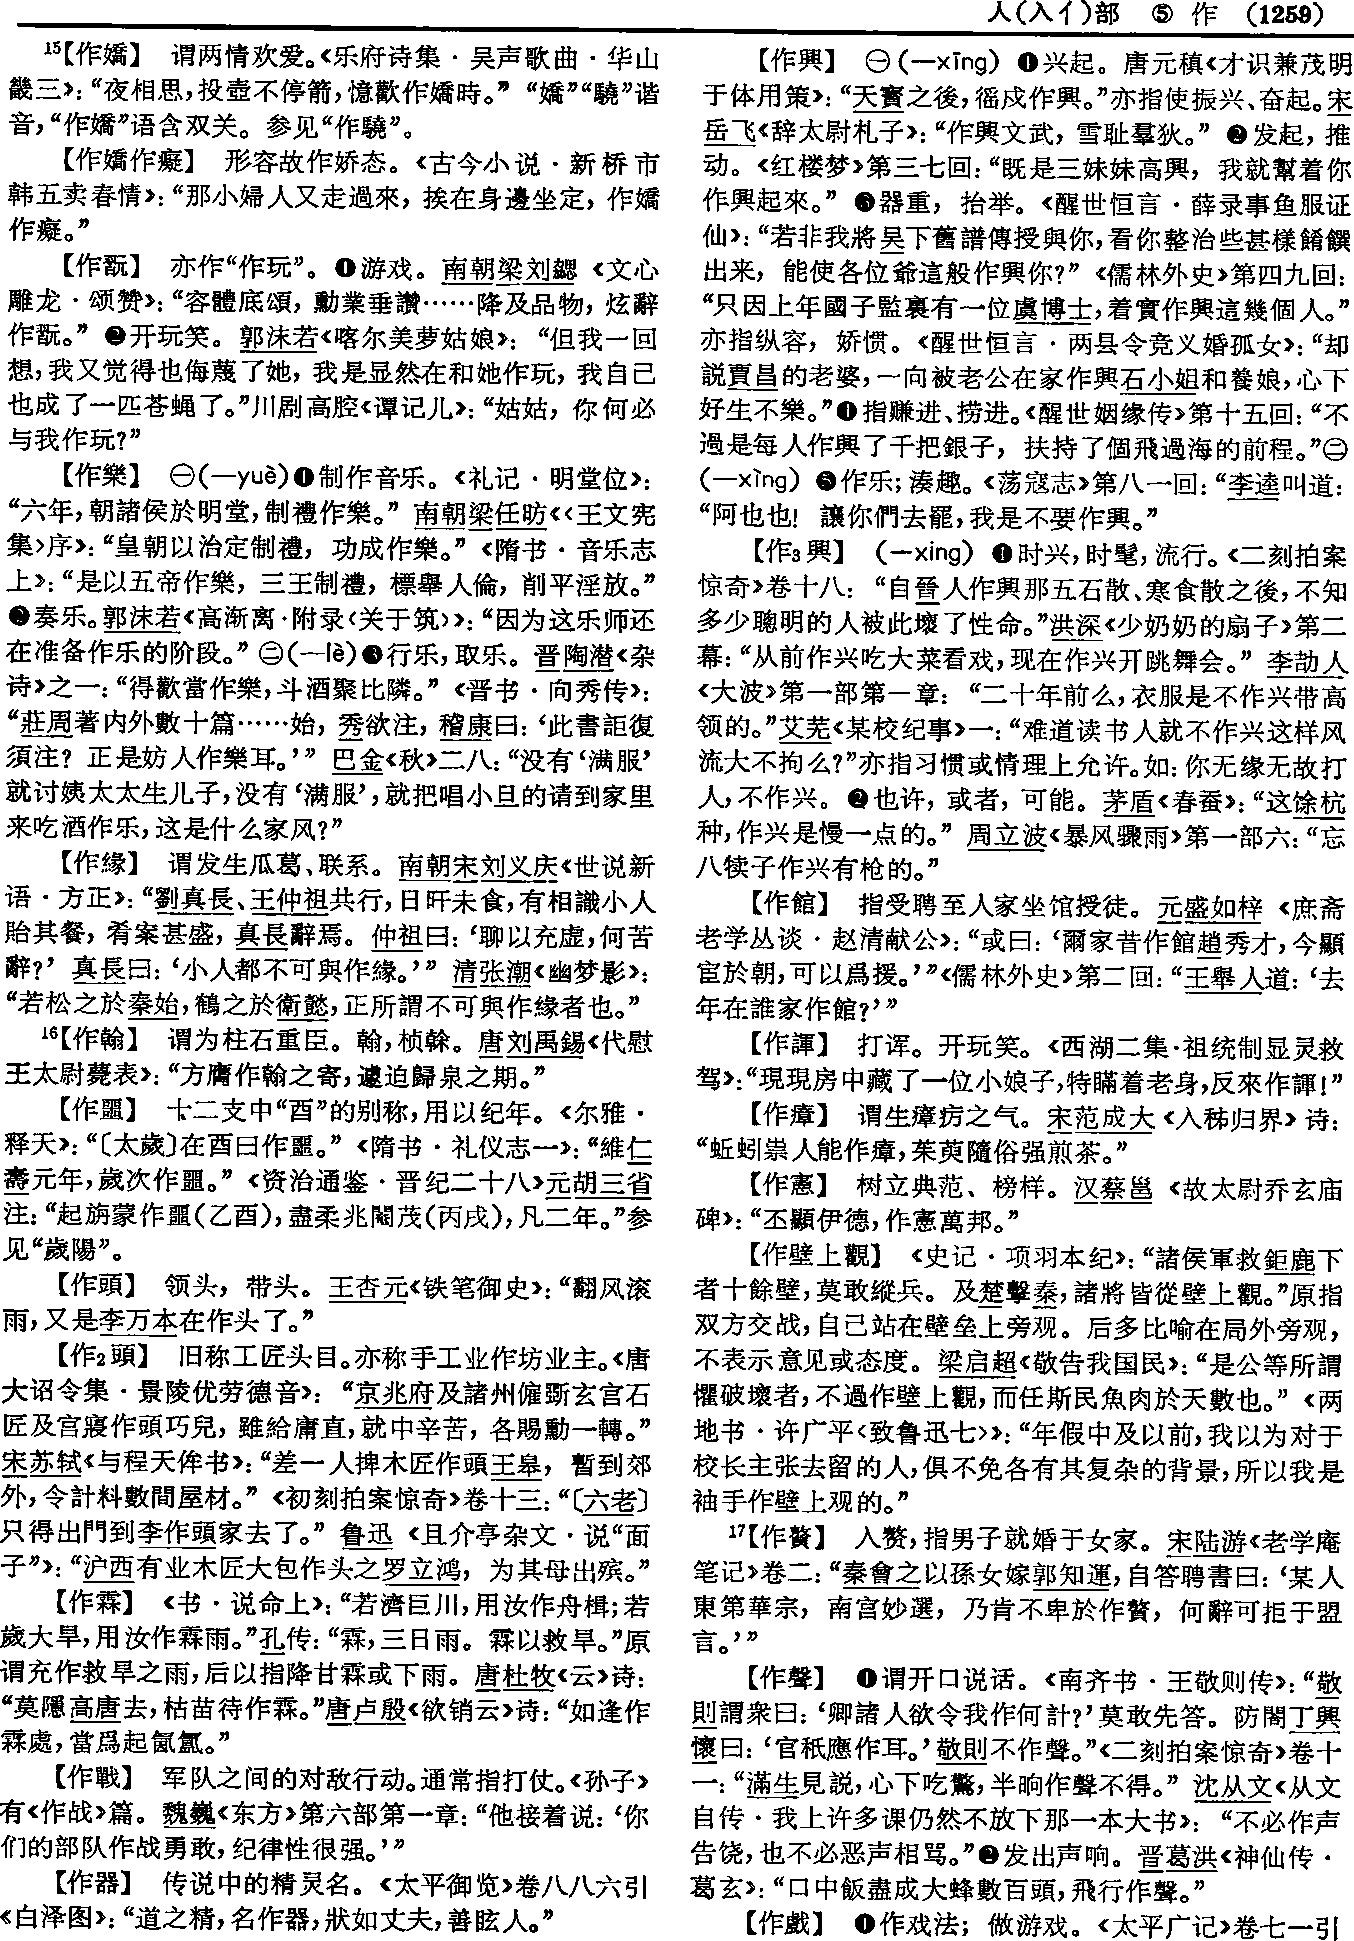 人(入亻)部 ⑤ 作 (1259)
15【作嬌】 谓两情欢爱。《乐府诗集·吴声歌曲·华山
畿三》：“夜相思，投壺不停箭，憶歡作嬌時。” “嬌”“驍”谐
音，“作嬌”语含双关。参见“作驍”。
【作嬌作癡】 形容故作娇态。《古今小说·新桥市
韩五卖春情》：“那小婦人又走過來，挨在身邊坐定，作嬌
作癡。”
【作翫】 亦作“作玩”。❶游戏。南朝梁刘勰《文心
雕龙·颂赞》：“容體底頌，勳業垂讚……降及品物，炫辭
作翫。” ❷开玩笑。郭沫若《喀尔美萝姑娘》：“但我一回
想，我又觉得也侮蔑了她，我是显然在和她作玩，我自己
也成了一匹苍蝇了。”川剧高腔《谭记儿》：“姑姑，你何必
与我作玩？”
【作樂】 ㊀(—yuè)❶制作音乐。《礼记·明堂位》：
“六年，朝諸侯於明堂，制禮作樂。” 南朝梁任昉《〈王文宪
集〉序》：“皇朝以治定制禮，功成作樂。”《隋书·音乐志
上》：“是以五帝作樂，三王制禮，標舉人倫，削平淫放。”
❷奏乐。郭沫若《高渐离·附录〈关于筑〉》：“因为这乐师还
在准备作乐的阶段。” ㊁(—lè)❸行乐，取乐。晋陶潜《杂
诗》之一：“得歡當作樂，斗酒聚比隣。”《晋书·向秀传》：
“莊周著内外數十篇……始，秀欲注，嵇康曰：‘此書詎復
須注？正是妨人作樂耳。’” 巴金《秋》二八：“没有‘满服’
就讨姨太太生儿子，没有‘满服’，就把唱小旦的请到家里
来吃酒作乐，这是什么家风？”
【作緣】 谓发生瓜葛、联系。南朝宋刘义庆《世说新
语·方正》：“劉真長、王仲祖共行，日旰未食，有相識小人
貽其餐，肴案甚盛，真長辭焉。仲祖曰：‘聊以充虚，何苦
辭？’真長曰：‘小人都不可與作緣。’” 清张潮《幽梦影》：
“若松之於秦始，鶴之於衛懿，正所謂不可與作緣者也。”
16【作翰】 谓为柱石重臣。翰，桢榦。唐刘禹锡《代慰
王太尉薨表》：“方膺作翰之寄，遽迫歸泉之期。”
【作噩】 十二支中“酉”的别称，用以纪年。《尔雅·
释天》：“〔太歲〕在酉曰作噩。”《隋书·礼仪志一》：“維仁
壽元年，歲次作噩。”《资治通鉴·晋纪二十八》元胡三省
注：“起旃蒙作噩(乙酉)，盡柔兆閹茂(丙戌)，凡二年。”参
见“歲陽”。
【作頭】 领头，带头。王杏元《铁笔御史》：“翻风滚
雨，又是李万本在作头了。”
【作2頭】 旧称工匠头目。亦称手工业作坊业主。《唐
大诏令集·景陵优劳德音》：“京兆府及諸州僱斲玄宫石
匠及宫寢作頭巧兒，雖給庸直，就中辛苦，各賜勳一轉。”
宋苏轼《与程天侔书》：“差一人捭木匠作頭王皋，暫到郊
外，令計料數間屋材。”《初刻拍案惊奇》卷十三：“〔六老〕
只得出門到李作頭家去了。” 鲁迅《且介亭杂文·说“面
子”》：“沪西有业木匠大包作头之罗立鸿，为其母出殡。”
【作霖】《书·说命上》：“若濟巨川，用汝作舟楫；若
歲大旱，用汝作霖雨。”孔传：“霖，三日雨。霖以救旱。”原
谓充作救旱之雨，后以指降甘霖或下雨。唐杜牧《云》诗：
“莫隱高唐去，枯苗待作霖。”唐卢殷《欲销云》诗：“如逢作
霖處，當爲起氤氲。”
【作戰】 军队之间的对敌行动。通常指打仗。《孙子》
有《作战》篇。魏巍《东方》第六部第一章：“他接着说：‘你
们的部队作战勇敢，纪律性很强。’”
【作器】 传说中的精灵名。《太平御览》卷八八六引
《白泽图》：“道之精，名作器，狀如丈夫，善眩人。”
【作興】 ㊀(—xīng) ❶兴起。唐元稹《才识兼茂明
于体用策》：“天寶之後，徭戍作興。”亦指使振兴、奋起。宋
岳飞《辞太尉札子》：“作興文武，雪耻羣狄。” ❷发起，推
动。《红楼梦》第三七回：“既是三妹妹高興，我就幫着你
作興起來。” ❸器重，抬举。《醒世恒言·薛录事鱼服证
仙》：“若非我將吴下舊譜傳授與你，看你整治些甚樣餚饌
出来，能使各位爺這般作興你？”《儒林外史》第四九回：
“只因上年國子監裏有一位虞博士，着實作興這幾個人。”
亦指纵容，娇惯。《醒世恒言·两县令竞义婚孤女》：“却
説賈昌的老婆，一向被老公在家作興石小姐和養娘，心下
好生不樂。”❹指赚进、捞进。《醒世姻缘传》第十五回：“不
過是每人作興了千把銀子，扶持了個飛過海的前程。”㊁
(—xìng) ❺作乐；凑趣。《荡寇志》第八一回：“李逵叫道：
“阿也也！讓你們去罷，我是不要作興。”
【作3興】 (—xing) ❶时兴，时髦，流行。《二刻拍案
惊奇》卷十八：“自晉人作興那五石散、寒食散之後，不知
多少聰明的人被此壞了性命。”洪深《少奶奶的扇子》第二
幕：“从前作兴吃大菜看戏，现在作兴开跳舞会。” 李劼人
《大波》第一部第一章：“二十年前么，衣服是不作兴带高
领的。”艾芜《某校纪事》一：“难道读书人就不作兴这样风
流大不拘么？”亦指习惯或情理上允许。如：你无缘无故打
人，不作兴。❷也许，或者，可能。茅盾《春蚕》：“这馀杭
种，作兴是慢一点的。” 周立波《暴风骤雨》第一部六：“忘
八犊子作兴有枪的。”
【作館】 指受聘至人家坐馆授徒。元盛如梓《庶斋
老学丛谈·赵清献公》：“或曰：‘爾家昔作館趙秀才，今顯
宦於朝，可以爲援。’”《儒林外史》第二回：“王舉人道：‘去
年在誰家作館？’”
【作諢】 打诨。开玩笑。《西湖二集·祖统制显灵救
驾》：“現現房中藏了一位小娘子，特瞞着老身，反來作諢！”
【作瘴】 谓生瘴疠之气。宋范成大《入秭归界》诗：
“蚯蚓祟人能作瘴，茱萸隨俗强煎茶。”
【作憲】 树立典范、榜样。汉蔡邕《故太尉乔玄庙
碑》：“丕顯伊德，作憲萬邦。”
【作壁上觀】《史记·项羽本纪》：“諸侯軍救鉅鹿下
者十餘壁，莫敢縱兵。及楚擊秦，諸將皆從壁上觀。”原指
双方交战，自己站在壁垒上旁观。后多比喻在局外旁观，
不表示意见或态度。梁启超《敬告我国民》：“是公等所謂
懼破壞者，不過作壁上觀，而任斯民魚肉於天數也。”《两
地书·许广平〈致鲁迅七〉》：“年假中及以前，我以为对于
校长主张去留的人，俱不免各有其复杂的背景，所以我是
袖手作壁上观的。”
17【作贅】 入赘，指男子就婚于女家。宋陆游《老学庵
笔记》卷二：“秦會之以孫女嫁郭知運，自答聘書曰：‘某人
東第華宗，南宫妙選，乃肯不卑於作贅，何辭可拒于盟
言。’”
【作聲】 ❶谓开口说话。《南齐书·王敬则传》：“敬
則謂衆曰：‘卿諸人欲令我作何計？’莫敢先答。防閤丁興
懷曰：‘官秖應作耳。’敬則不作聲。”《二刻拍案惊奇》卷十
一：“滿生見説，心下吃驚，半晌作聲不得。” 沈从文《从文
自传·我上许多课仍然不放下那一本大书》：“不必作声
告饶，也不必恶声相骂。”❷发出声响。晋葛洪《神仙传·
葛玄》：“口中飯盡成大蜂數百頭，飛行作聲。”
【作戲】 ❶作戏法；做游戏。《太平广记》卷七一引